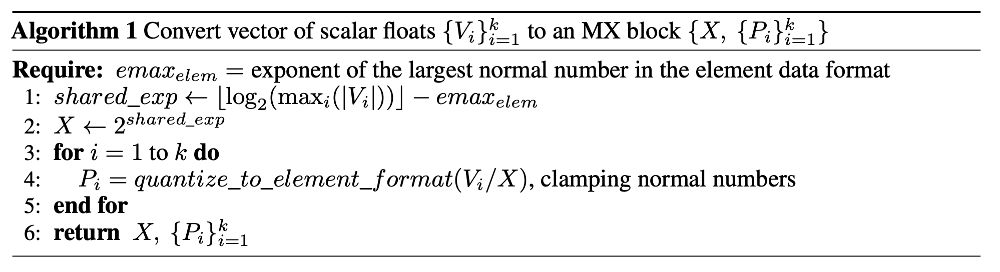 Algorithm 1 Convert vector of scalar floats $\{V_i\}_{i=1}^{k}$ to an MX block $\{X, \{P_i\}_{i=1}^{k}\}$
Require: $emax_{elem}$ = exponent of the largest normal number in the element data format
1: $shared\_exp \leftarrow \lfloor \log_2(\max_i(|V_i|)) \rfloor - emax_{elem}$
2: $X \leftarrow 2^{shared\_exp}$
3: for $i = 1$ to $k$ do
4: $P_i = quantize\_to\_element\_format(V_i/X)$, clamping normal numbers
5: end for
6: return $X, \{P_i\}_{i=1}^{k}$